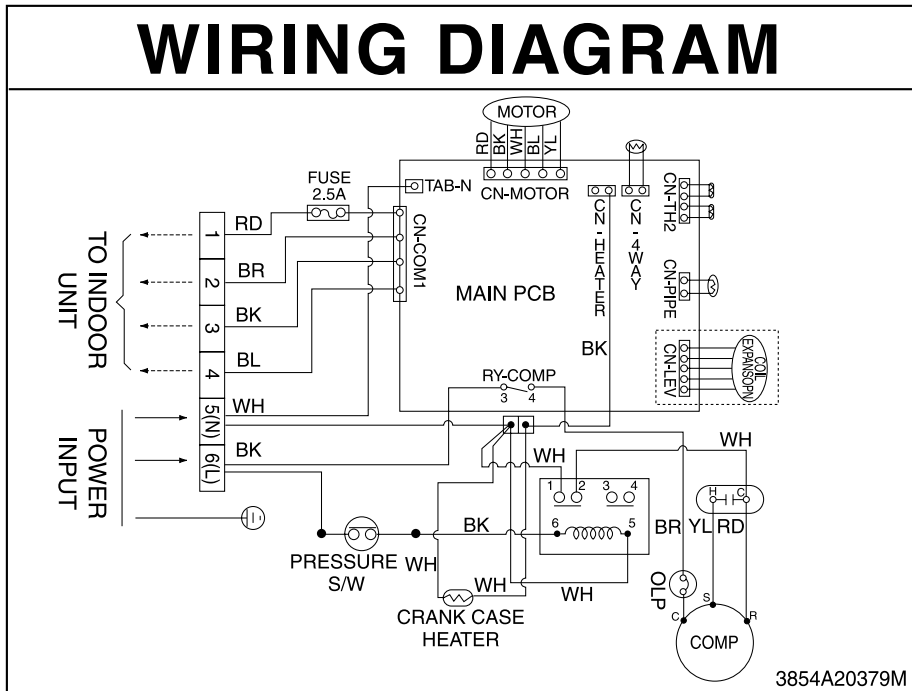 WIRING DIAGRAM
MOTOR
RD
BK
WH
BL
YL
CN-MOTOR
FUSE
2.5A
TAB-N
CN-COM1
CN-HEATER
CN-4WAY
CN-TH2
CN-PIPE
CN-LEV
EXPANSOPN
COIL
MAIN PCB
TO INDOOR
UNIT
1
RD
2
BR
3
BK
4
BL
5(N)
WH
6(L)
BK
POWER
INPUT
RY-COMP
3 4
BK
WH
WH
1 2 3 4
6 5
H C
BR YL RD
BK
PRESSURE
S/W
WH
WH
WH
CRANK CASE
HEATER
OLP
C S R
COMP
3854A20379M